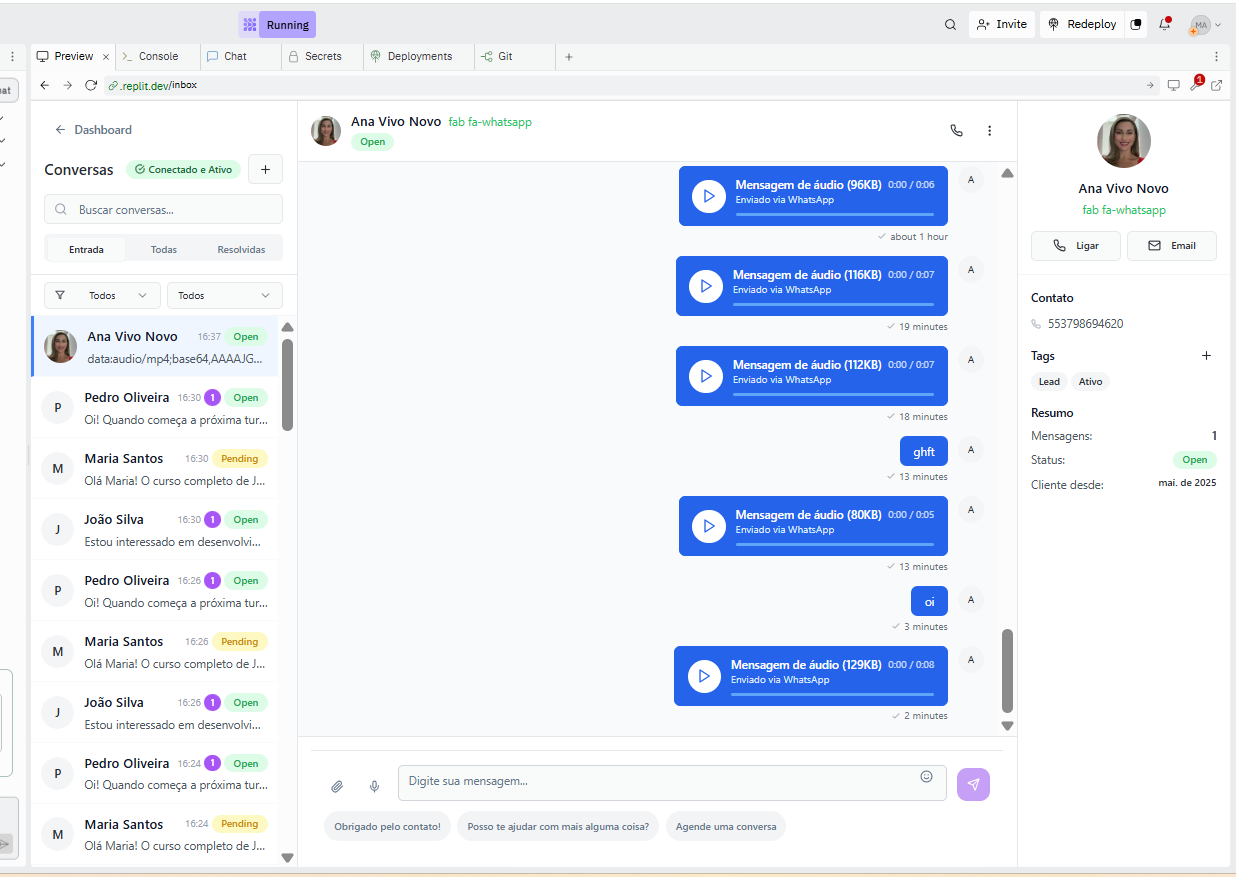 Running
Invite
Redeploy
MA
Preview
Console
Chat
Secrets
Deployments
Git
.replit.dev/inbox
1
at
Dashboard
Conversas
Conectado e Ativo
Buscar conversas...
Entrada Todas Resolvidas
Todos Todos
Ana Vivo Novo 16:37 Open
data:audio/mp4;base64,AAAAJG...
P
Pedro Oliveira 16:30 1 Open
Oi! Quando começa a próxima tur...
M
Maria Santos 16:30 Pending
Olá Maria! O curso completo de J...
J
João Silva 16:30 1 Open
Estou interessado em desenvolvi...
P
Pedro Oliveira 16:26 1 Open
Oi! Quando começa a próxima tur...
M
Maria Santos 16:26 Pending
Olá Maria! O curso completo de J...
J
João Silva 16:26 1 Open
Estou interessado em desenvolvi...
P
Pedro Oliveira 16:24 1 Open
Oi! Quando começa a próxima tur...
M
Maria Santos 16:24 Pending
Olá Maria! O curso completo de J...
Ana Vivo Novo fab fa-whatsapp
Open
Mensagem de áudio (96KB) 0:00 / 0:06
Enviado via WhatsApp
A
about 1 hour
Mensagem de áudio (116KB) 0:00 / 0:07
Enviado via WhatsApp
A
19 minutes
Mensagem de áudio (112KB) 0:00 / 0:07
Enviado via WhatsApp
A
18 minutes
ghft
A
13 minutes
Mensagem de áudio (80KB) 0:00 / 0:05
Enviado via WhatsApp
A
13 minutes
oi
A
3 minutes
Mensagem de áudio (129KB) 0:00 / 0:08
Enviado via WhatsApp
A
2 minutes
Digite sua mensagem...
Obrigado pelo contato! Posso te ajudar com mais alguma coisa? Agende uma conversa
Ana Vivo Novo
fab fa-whatsapp
Ligar Email
Contato
553798694620
Tags
Lead Ativo
Resumo
Mensagens: 1
Status: Open
Cliente desde: mai. de 2025